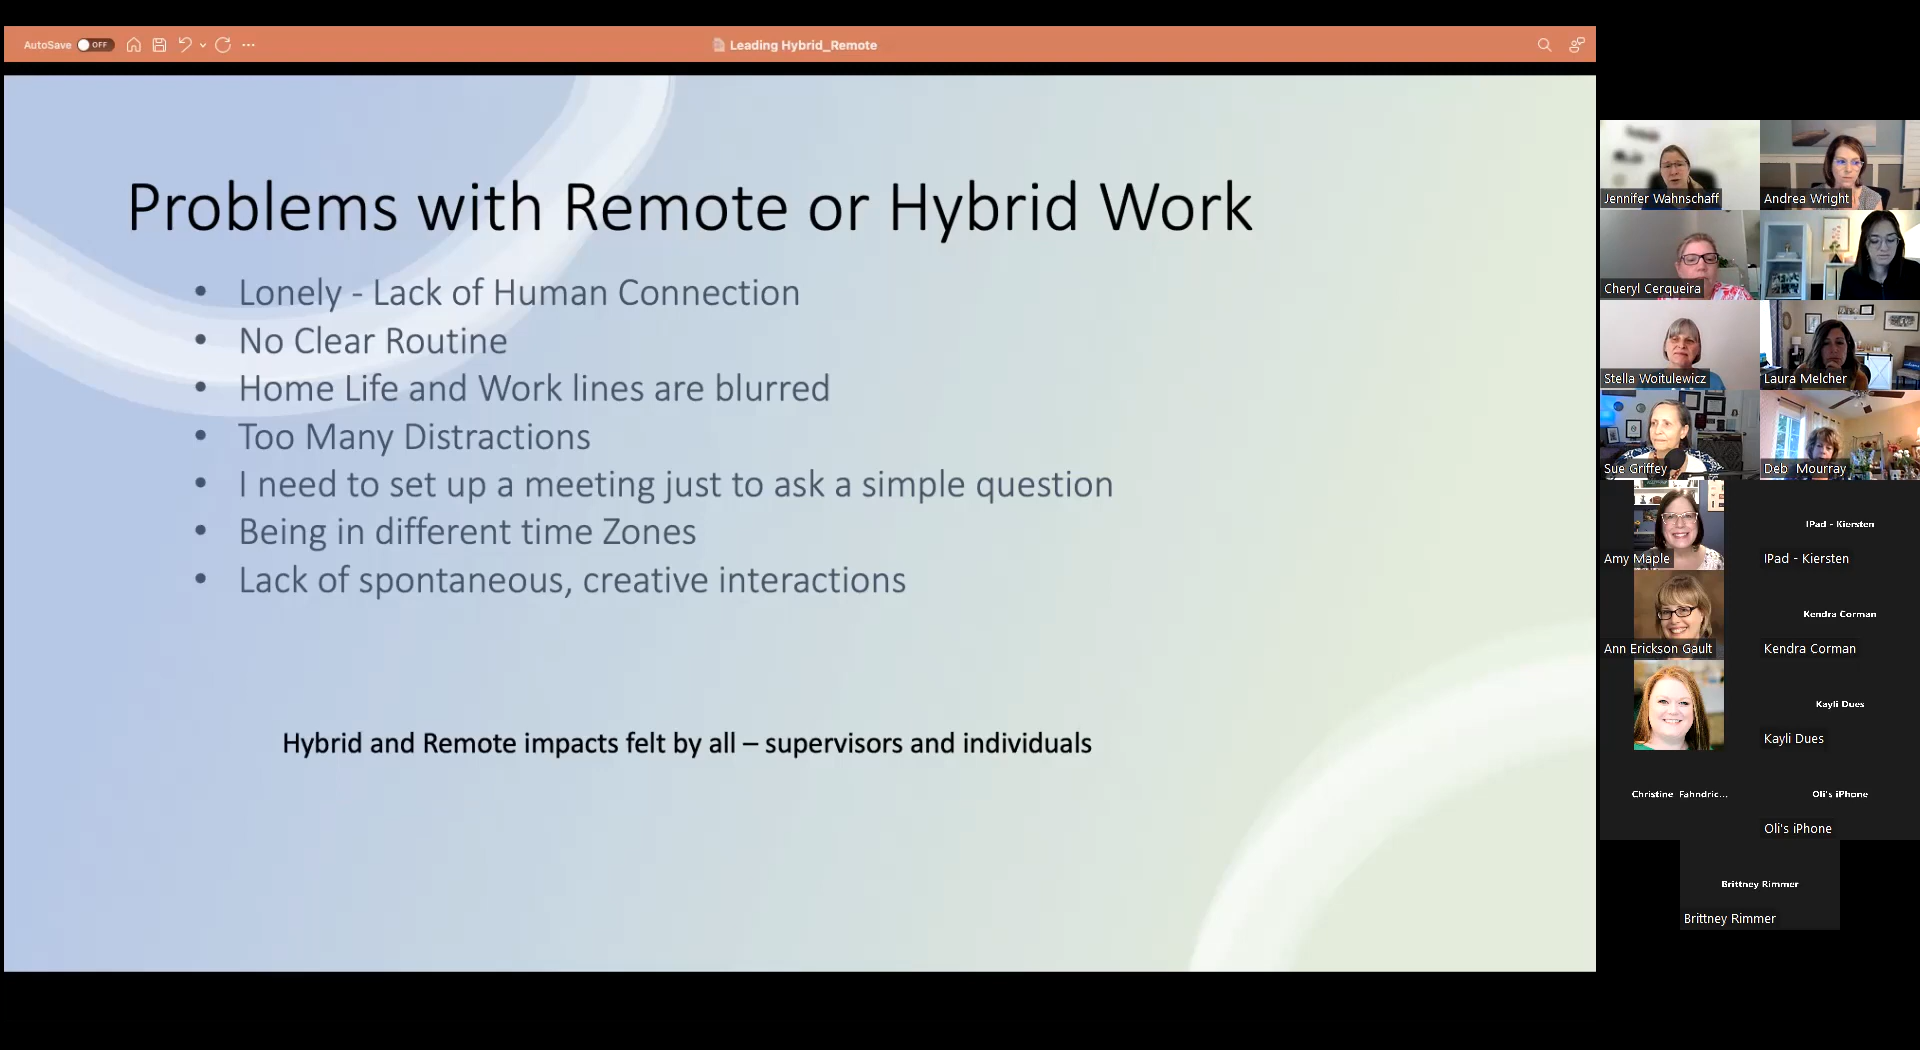 AutoSave OFF
Leading Hybrid_Remote
Problems with Remote or Hybrid Work
• Lonely - Lack of Human Connection
• No Clear Routine
• Home Life and Work lines are blurred
• Too Many Distractions
• I need to set up a meeting just to ask a simple question
• Being in different time Zones
• Lack of spontaneous, creative interactions
Hybrid and Remote impacts felt by all – supervisors and individuals
Jennifer Wahnschaff
Andrea Wright
Cheryl Cerqueira
Stella Woitulewicz
Laura Melcher
Sue Griffey
Deb Mourray
Amy Maple
IPad - Kiersten
IPad - Kiersten
Ann Erickson Gault
Kendra Corman
Kendra Corman
Kayli Dues
Kayli Dues
Christine Fahndric...
Oli's iPhone
Oli's iPhone
Brittney Rimmer
Brittney Rimmer